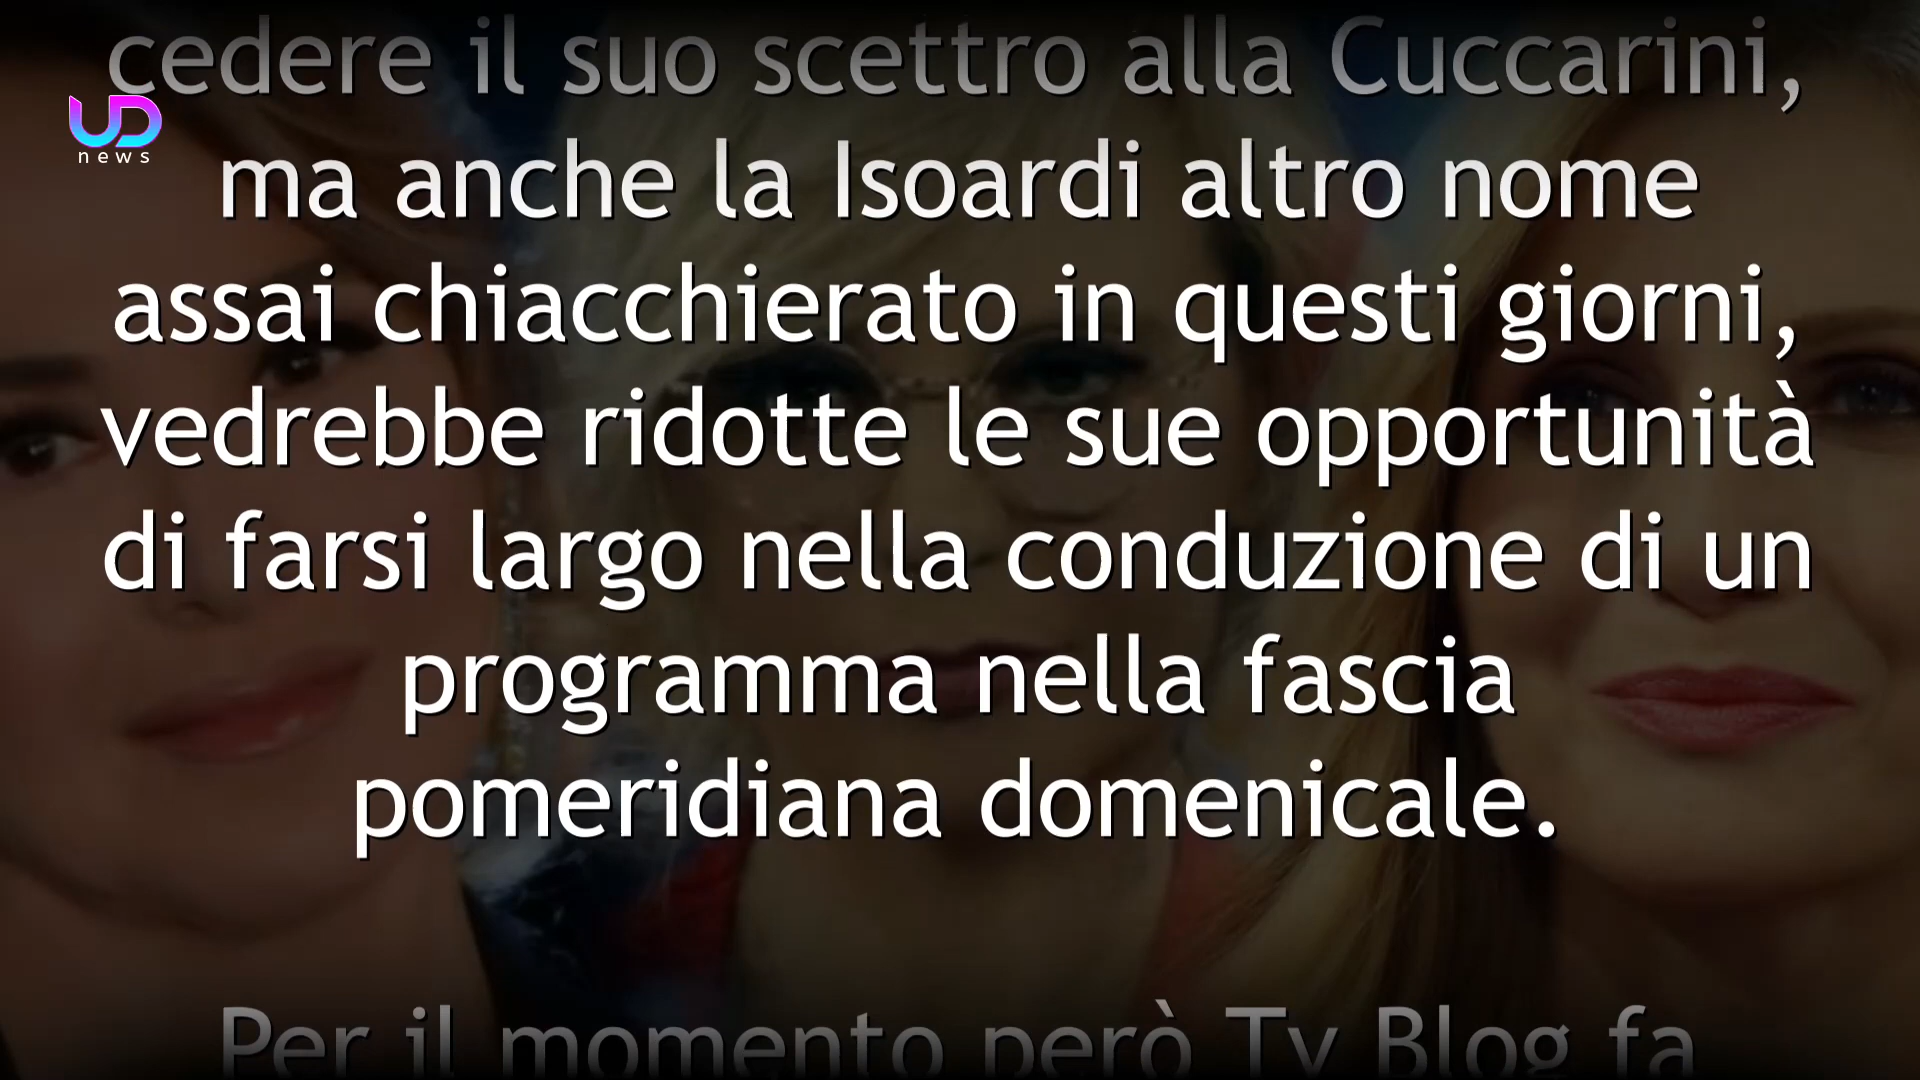 cedere il suo scettro alla Cuccarini,
UD
news
ma anche la Isoardi altro nome
assai chiacchierato in questi giorni,
vedrebbe ridotte le sue opportunità
di farsi largo nella conduzione di un
programma nella fascia
pomeridiana domenicale.
Per il momento però Tv Blog fa